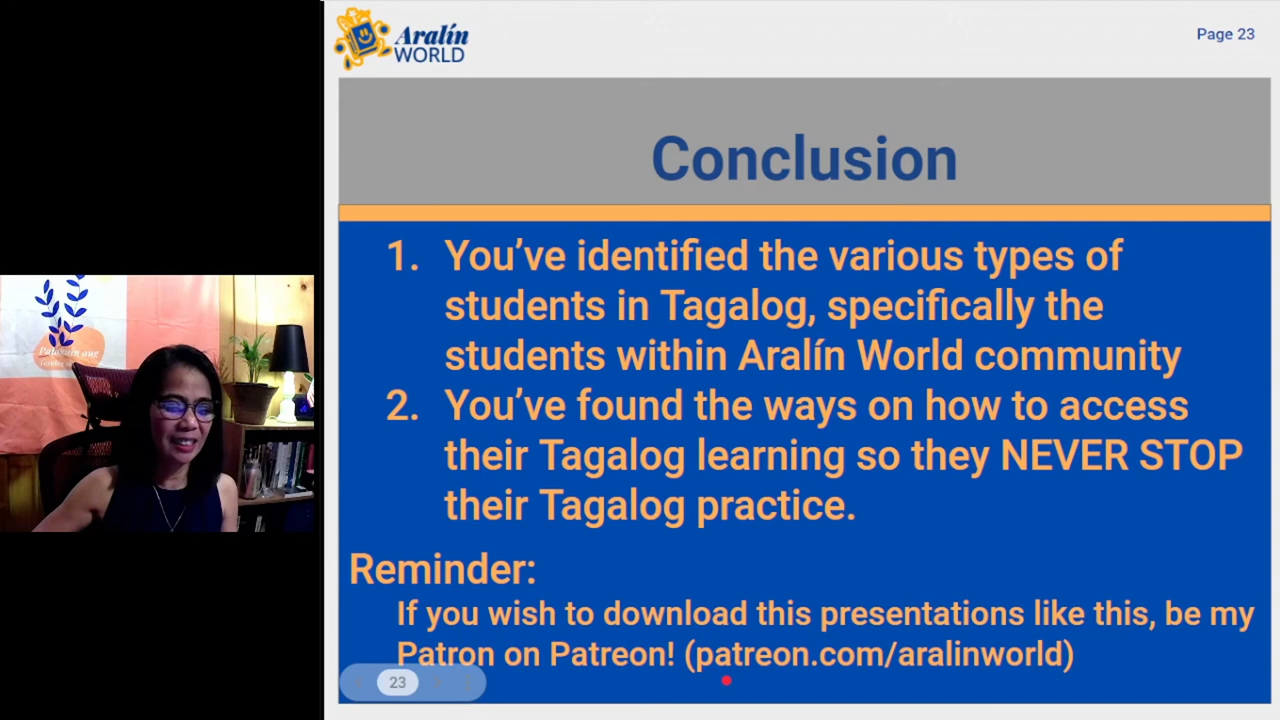 Aralín
WORLD
Page 23
Conclusion
1. You’ve identified the various types of
students in Tagalog, specifically the
students within Aralín World community
2. You’ve found the ways on how to access
their Tagalog learning so they NEVER STOP
their Tagalog practice.
Reminder:
If you wish to download this presentations like this, be my
Patron on Patreon! (patreon.com/aralinworld)
23